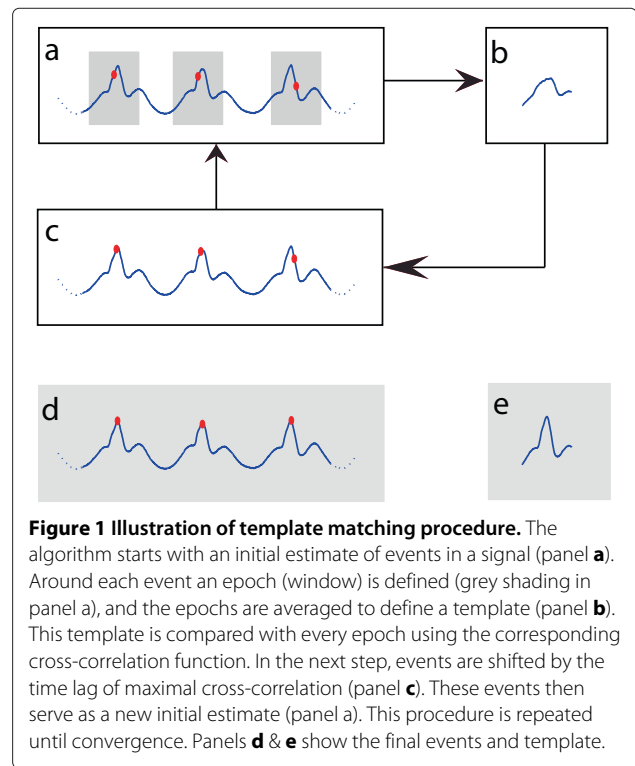 a
b
c
d
e
Figure 1 Illustration of template matching procedure. The
algorithm starts with an initial estimate of events in a signal (panel a).
Around each event an epoch (window) is defined (grey shading in
panel a), and the epochs are averaged to define a template (panel b).
This template is compared with every epoch using the corresponding
cross-correlation function. In the next step, events are shifted by the
time lag of maximal cross-correlation (panel c). These events then
serve as a new initial estimate (panel a). This procedure is repeated
until convergence. Panels d & e show the final events and template.